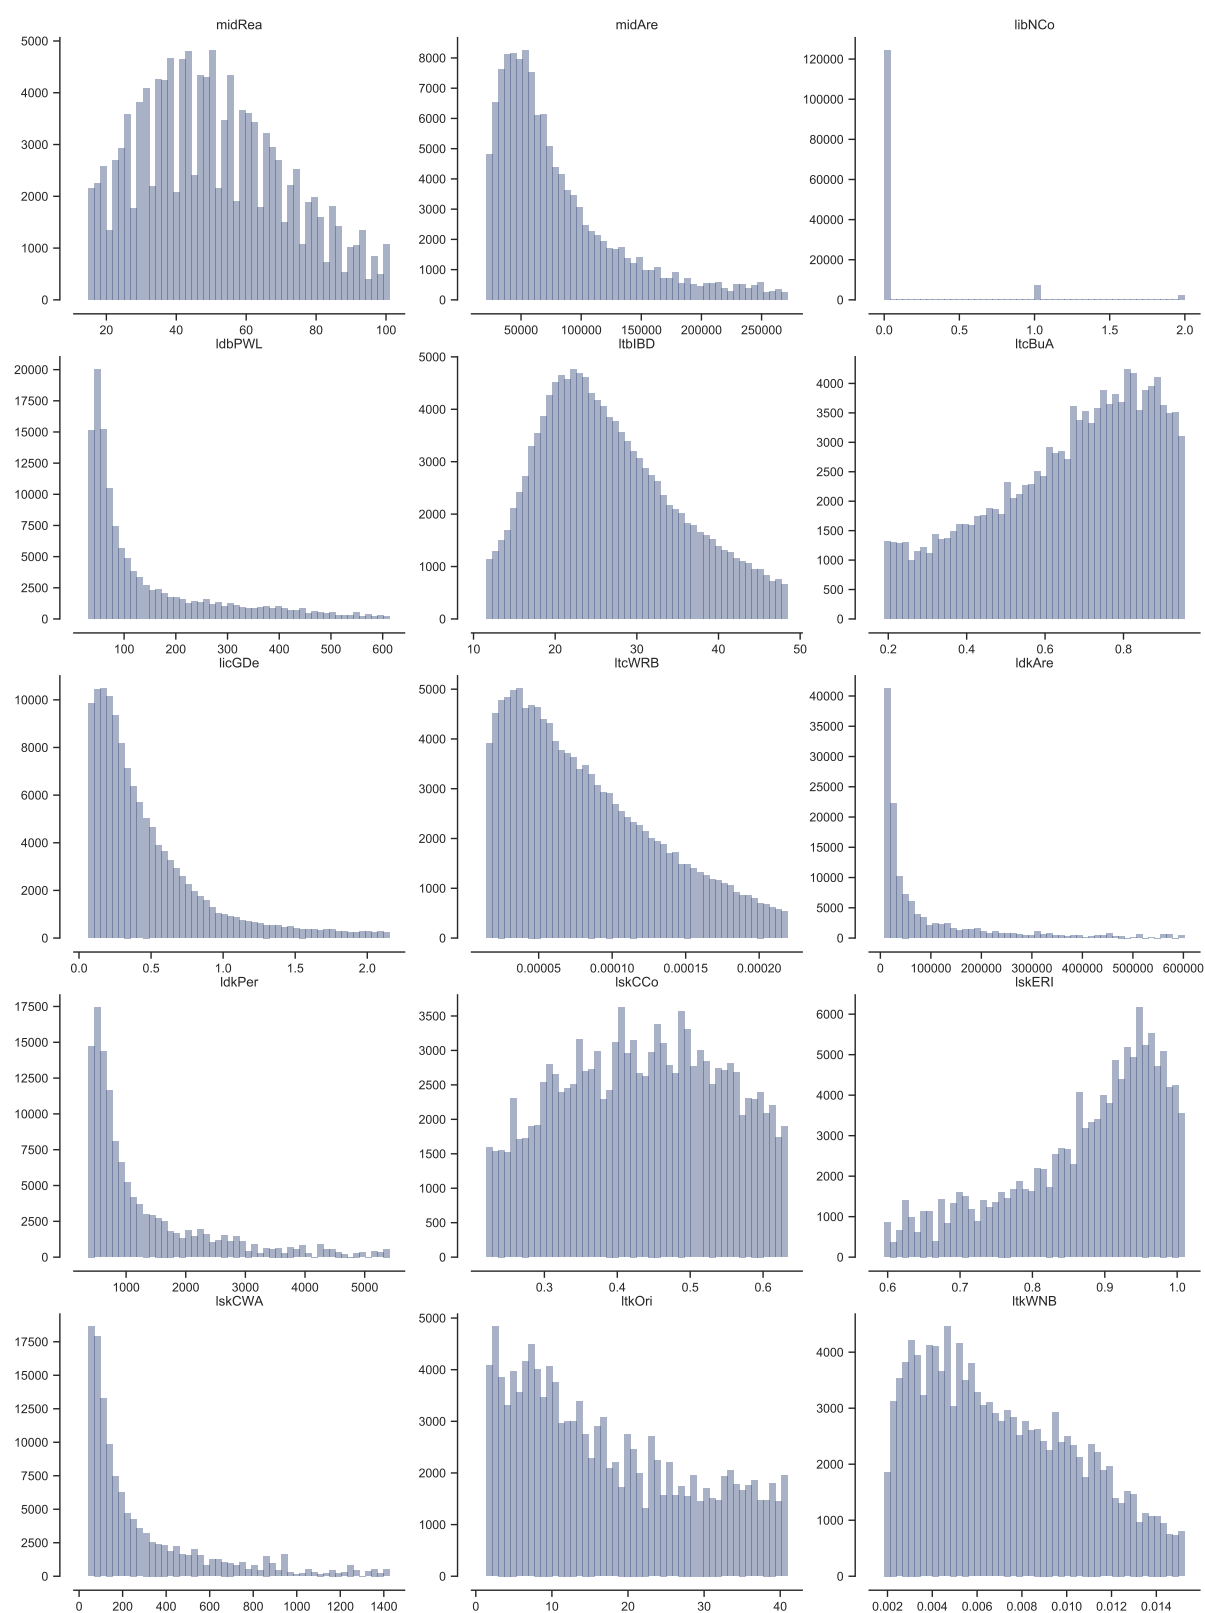 midRea midAre libNCo
5000 8000 120000
4000 7000 100000
3000 6000 80000
2000 5000 60000
1000 4000 40000
0 3000 20000
2000 0
1000
0
20 40 60 80 100 50000 100000 150000 200000 250000 0.0 0.5 1.0 1.5 2.0
ldbPWL ltbIBD ltcBuA
20000 5000 4000
17500 4000 3500
15000 3000 3000
12500 2000 2500
10000 1000 2000
7500 0 1500
5000 1000
2500 500
0 0
100 200 300 400 500 600 10 20 30 40 50 0.2 0.4 0.6 0.8
licGDe ltcWRB ldkAre
10000 5000 40000
8000 4000 35000
6000 3000 30000
4000 2000 25000
2000 1000 20000
0 0 15000
10000
5000
0
0.0 0.5 1.0 1.5 2.0 0.00005 0.00010 0.00015 0.00020 0 100000 200000 300000 400000 500000 600000
ldkPer lskCCo lskERI
17500 3500 6000
15000 3000 5000
12500 2500 4000
10000 2000 3000
7500 1500 2000
5000 1000 1000
2500 500 0
0 0
1000 2000 3000 4000 5000 0.3 0.4 0.5 0.6 0.6 0.7 0.8 0.9 1.0
lskCWA ltkOri ltkWNB
17500 5000 4000
15000 4000 3000
12500 3000 2000
10000 2000 1000
7500 1000 0
5000 0
2500
0
0 200 400 600 800 1000 1200 1400 0 10 20 30 40 0.002 0.004 0.006 0.008 0.010 0.012 0.014